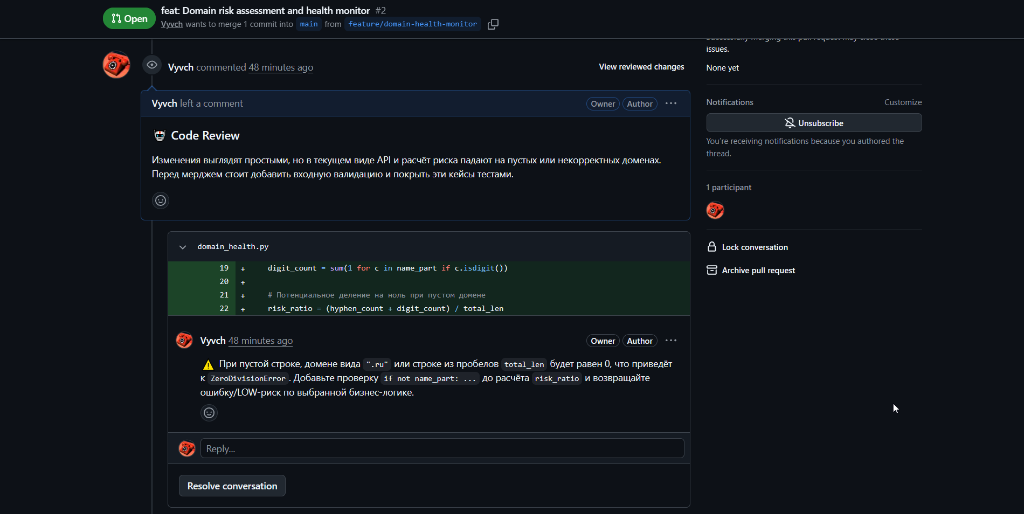 Open
feat: Domain risk assessment and health monitor #2
Vyvch wants to merge 1 commit into main from feature/domain-health-monitor
Vyvch commented 48 minutes ago
View reviewed changes
Vyvch left a comment
Owner
Author
Code Review
Изменения выглядят простыми, но в текущем виде API и расчёт риска падают на пустых или некорректных доменах.
Перед мерджем стоит добавить входную валидацию и покрыть эти кейсы тестами.
domain_health.py
19 + digit_count = sum(1 for c in name_part if c.isdigit())
20 +
21 + # Потенциальное деление на ноль при пустом домене
22 + risk_ratio = (hyphen_count + digit_count) / total_len
Vyvch 48 minutes ago
Owner
Author
При пустой строке, домене вида ".ru" или строке из пробелов total_len будет равен 0, что приведёт
к ZeroDivisionError. Добавьте проверку if not name_part: ... до расчёта risk_ratio и возвращайте
ошибку/LOW-риск по выбранной бизнес-логике.
Reply...
Resolve conversation
issues.
None yet
Notifications
Customize
Unsubscribe
You're receiving notifications because you authored the
thread.
1 participant
Lock conversation
Archive pull request